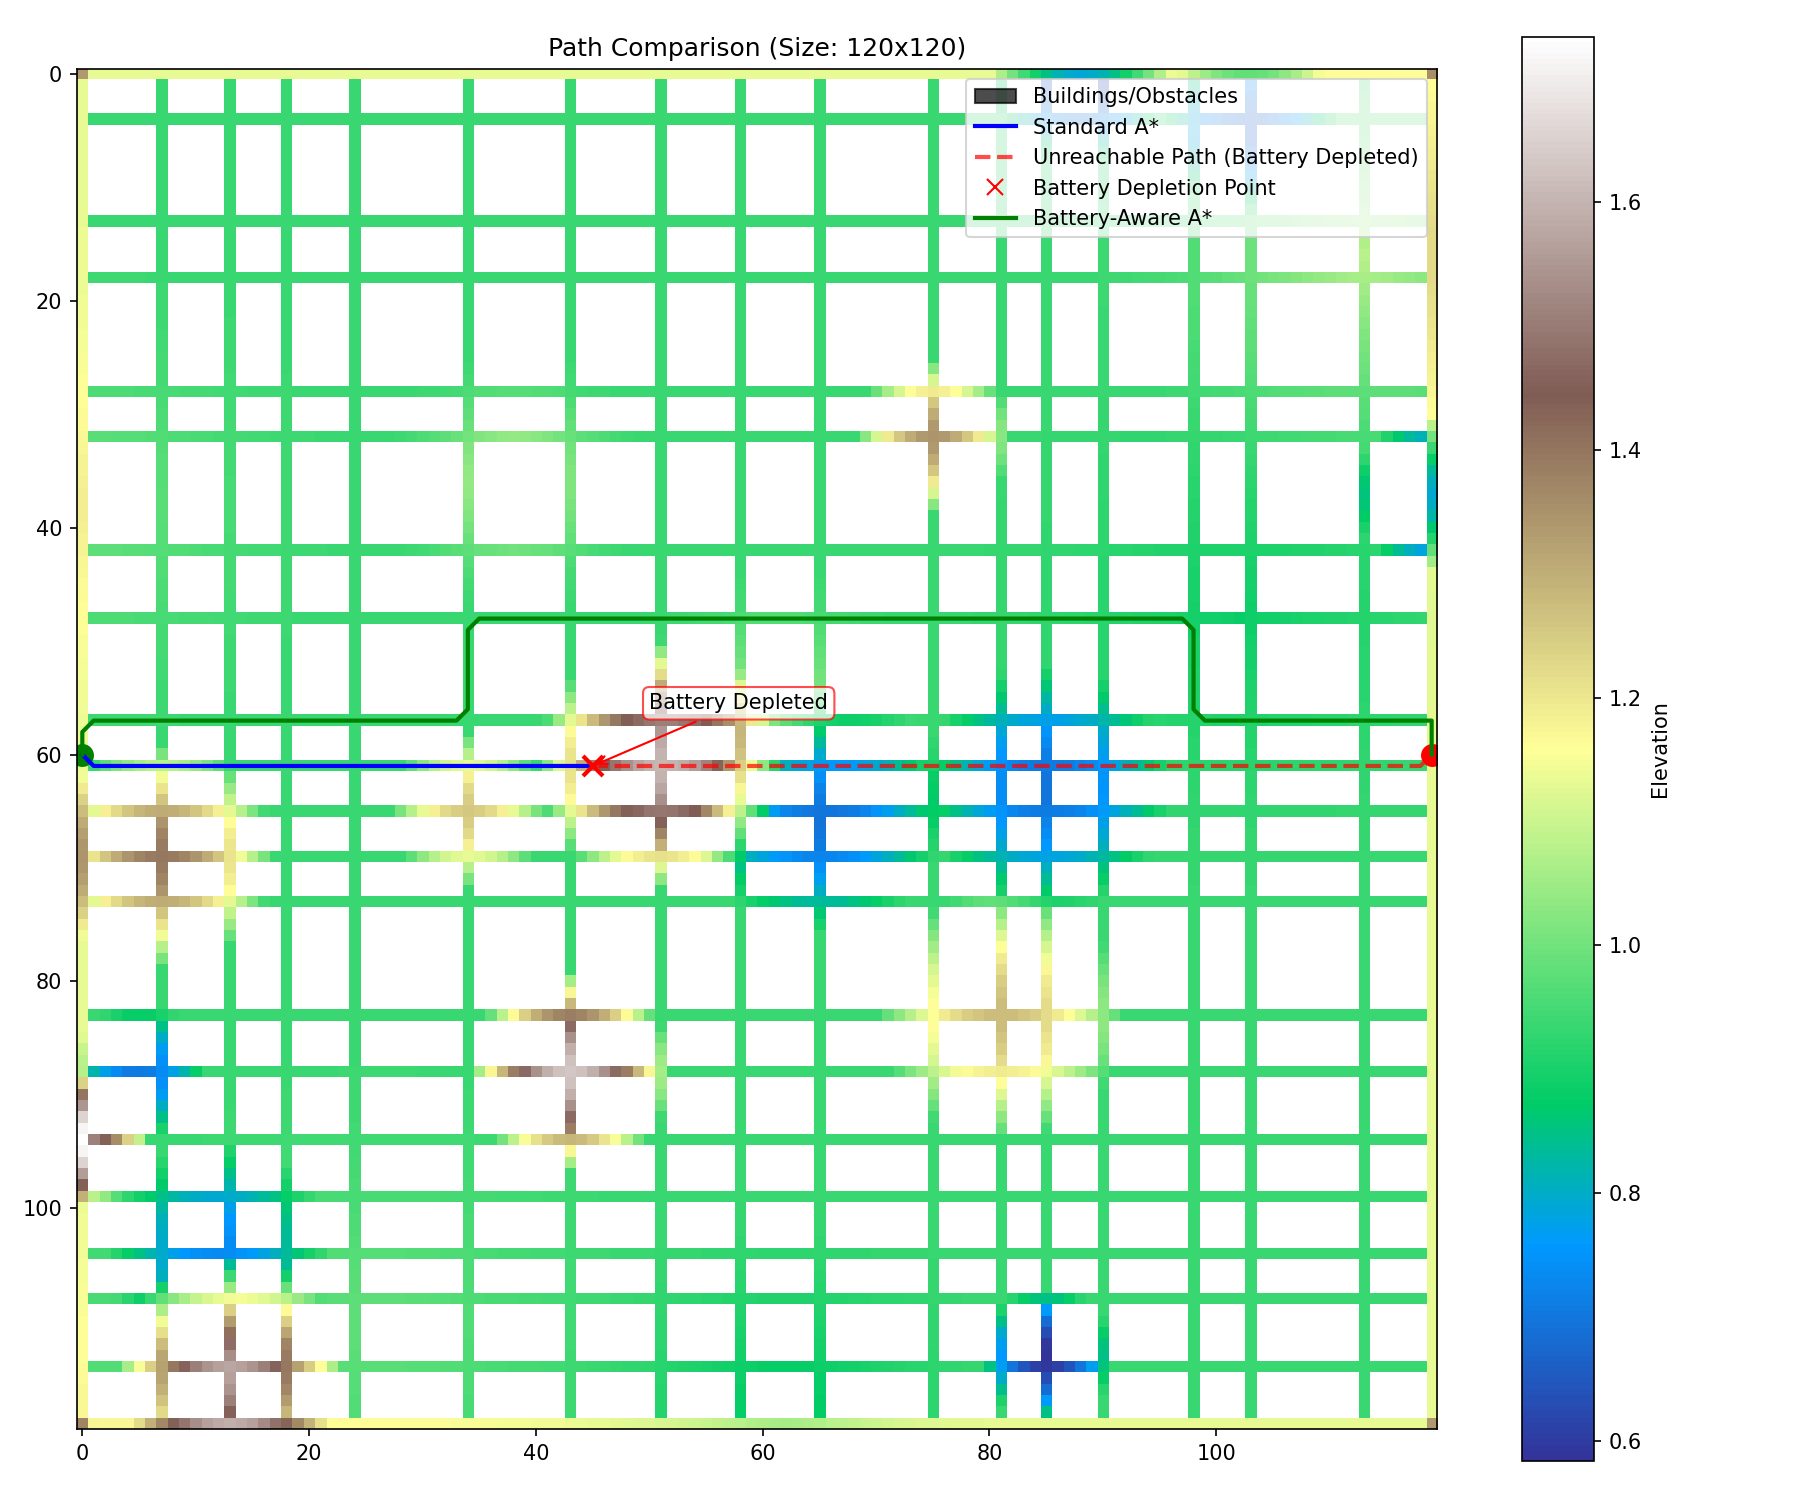 Path Comparison (Size: 120x120)
Buildings/Obstacles
Standard A*
Unreachable Path (Battery Depleted)
Battery Depletion Point
Battery-Aware A*
Battery Depleted
0
20
40
60
80
100
0
20
40
60
80
100
1.6
1.4
1.2
1.0
0.8
0.6
Elevation